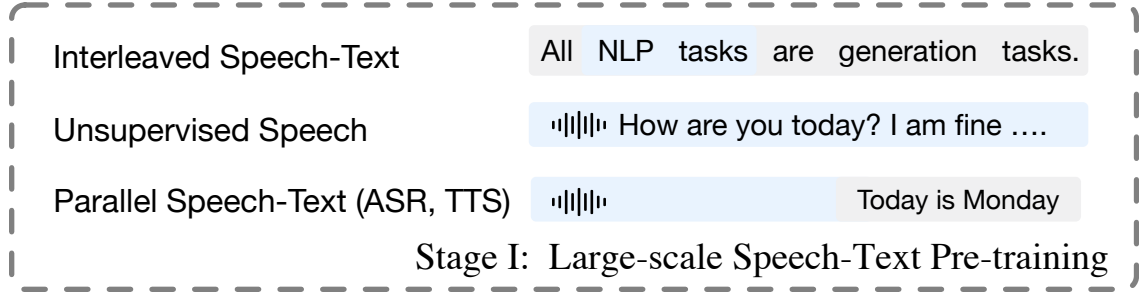 Interleaved Speech-Text All NLP tasks are generation tasks.
Unsupervised Speech How are you today? I am fine ....
Parallel Speech-Text (ASR, TTS) Today is Monday
Stage I: Large-scale Speech-Text Pre-training